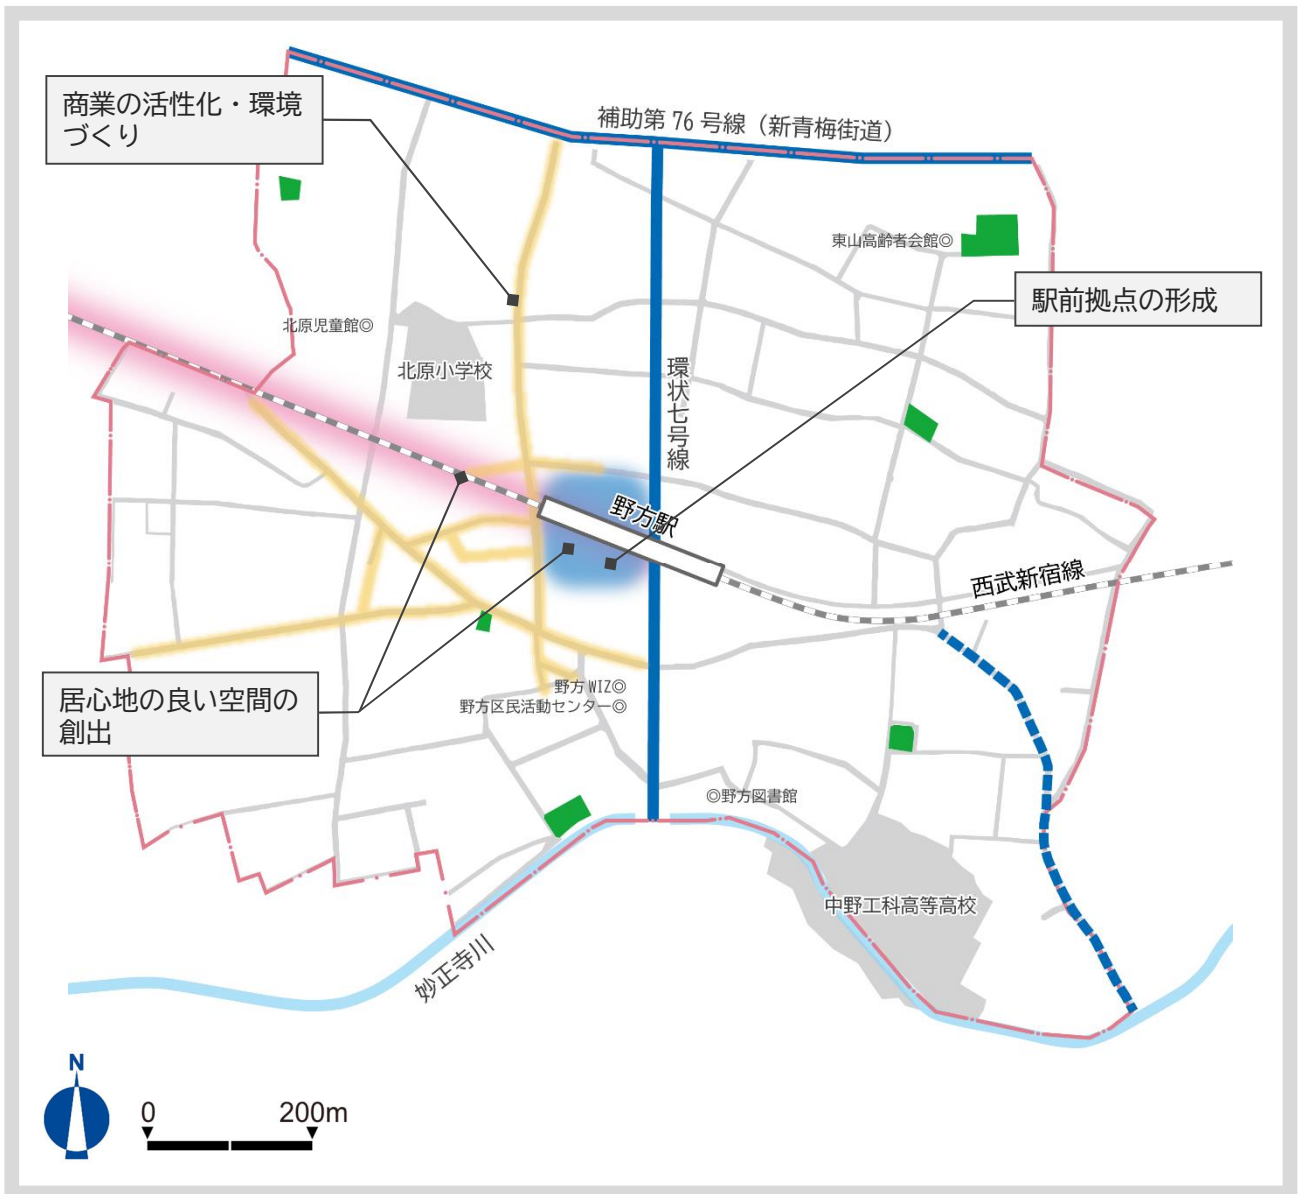 商業の活性化・環境
づくり
補助第 76 号線（新青梅街道）
東山高齢者会館◎
駅前拠点の形成
北原児童館◎
北原小学校
環状七号線
野方駅
西武新宿線
居心地の良い空間の
創出
野方 WIZ◎
野方区民活動センター◎
◎野方図書館
中野工科高等高校
妙正寺川
N
0 200m